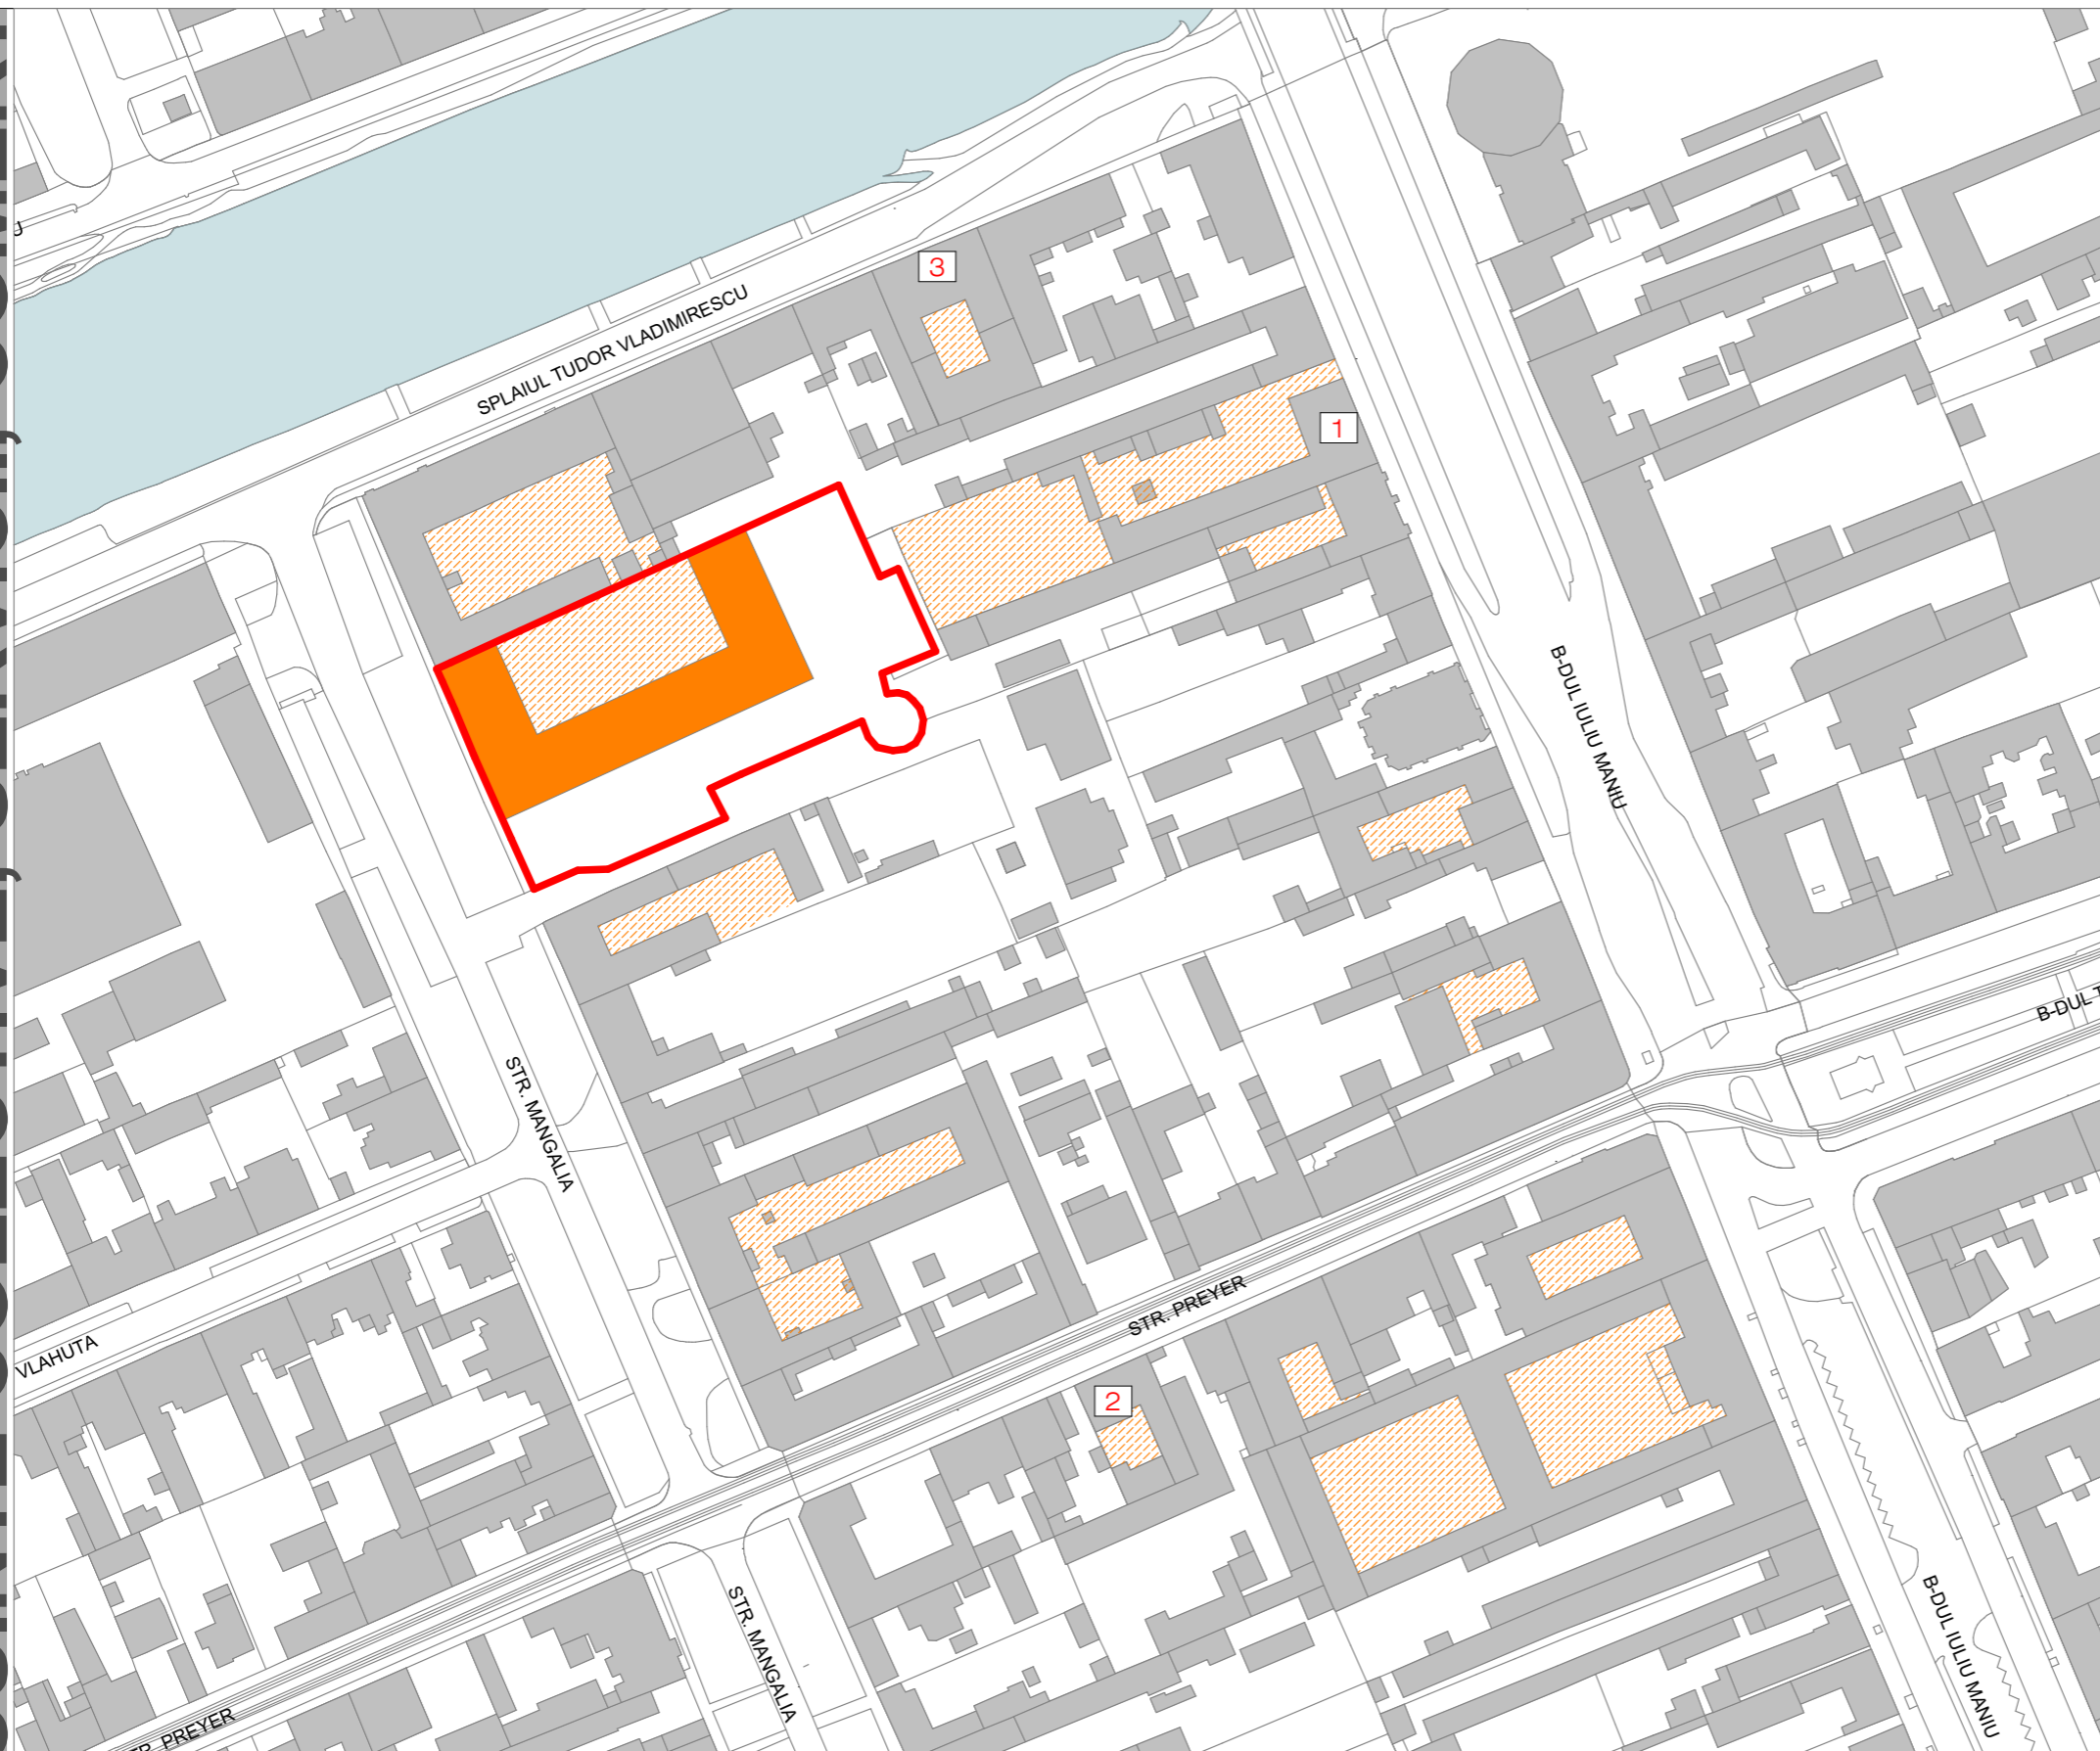 3
SPLAIUL TUDOR VLADIMIRESCU
1
B-DUL IULIU MANIU
B-DUL T
STR. MANGALIA
STR. PREYER
VLAHUTA
2
STR. MANGALIA
B-DUL IULIU MANIU
TR. PREYER